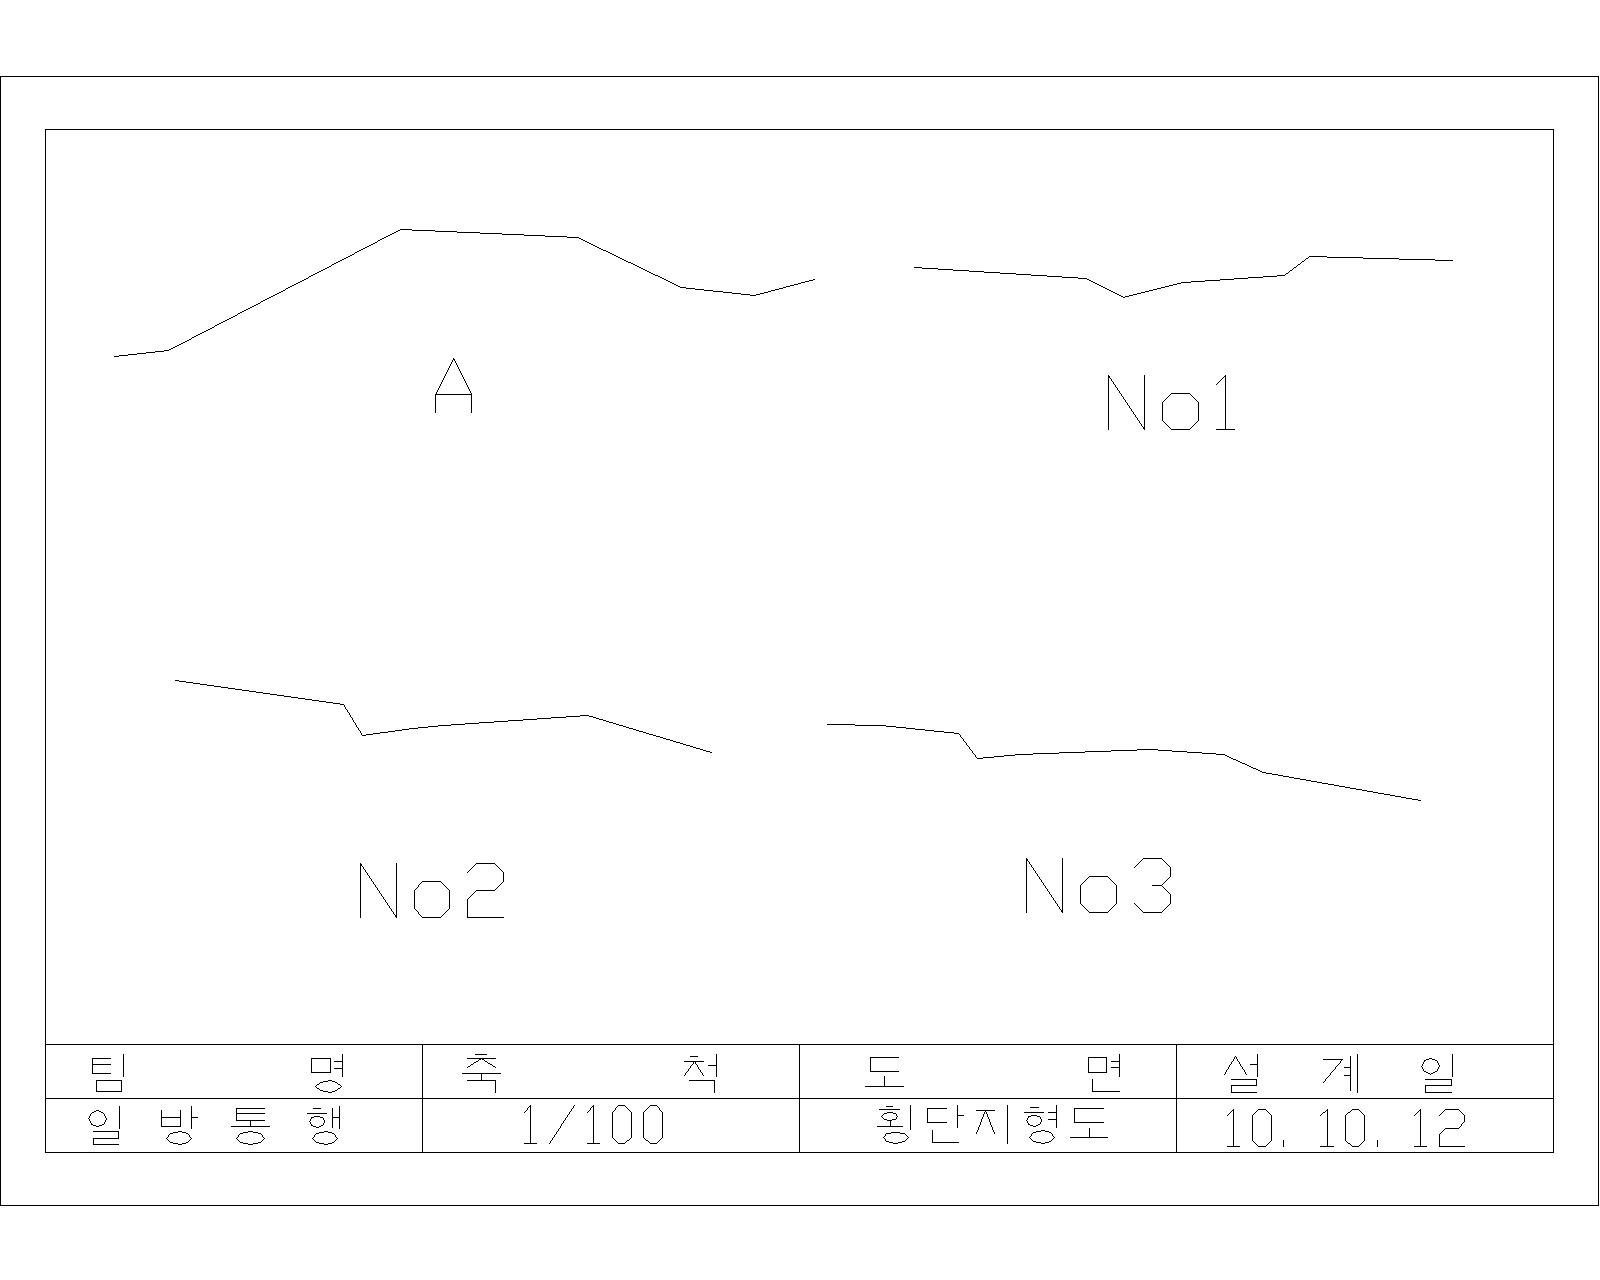 A
No1
No2
No3
팀 명 축 척 도 면 설 계 일
일 방 통 행 1/100 횡단지형도 10. 10. 12